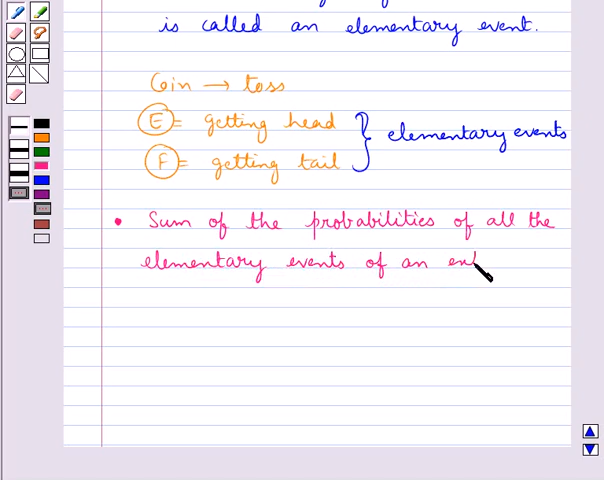 is called an elementary event.
Coin → toss
E = getting head
F = getting tail
} elementary events
• Sum of the probabilities of all the
elementary events of an